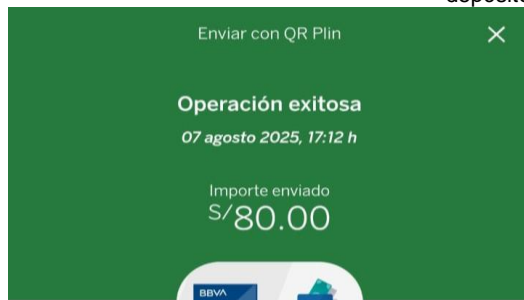 Enviar con QR Plin
Operación exitosa
07 agosto 2025, 17:12 h
Importe enviado
S/80.00
BBVA